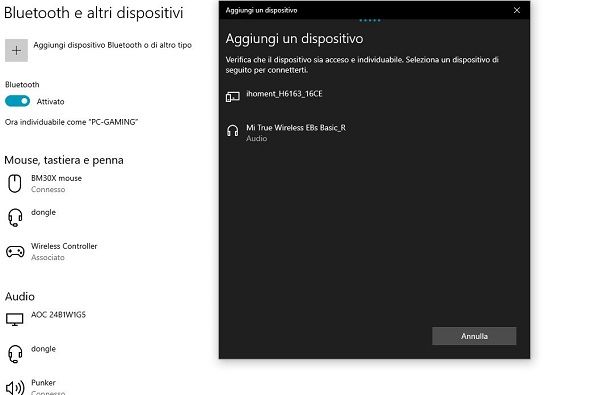 Bluetooth e altri dispositivi
Aggiungi dispositivo Bluetooth o di altro tipo
Bluetooth
Attivato
Ora individuabile come "PC-GAMING"
Mouse, tastiera e penna
BM30X mouse
Connesso
dongle
Wireless Controller
Associato
Audio
AOC 24B1W1G5
dongle
Punker
Connesso
Aggiungi un dispositivo
Aggiungi un dispositivo
Verifica che il dispositivo sia acceso e individuabile. Seleziona un dispositivo di
seguito per connetterti.
ihoment_H6163_16CE
Mi True Wireless EBs Basic_R
Audio
Annulla